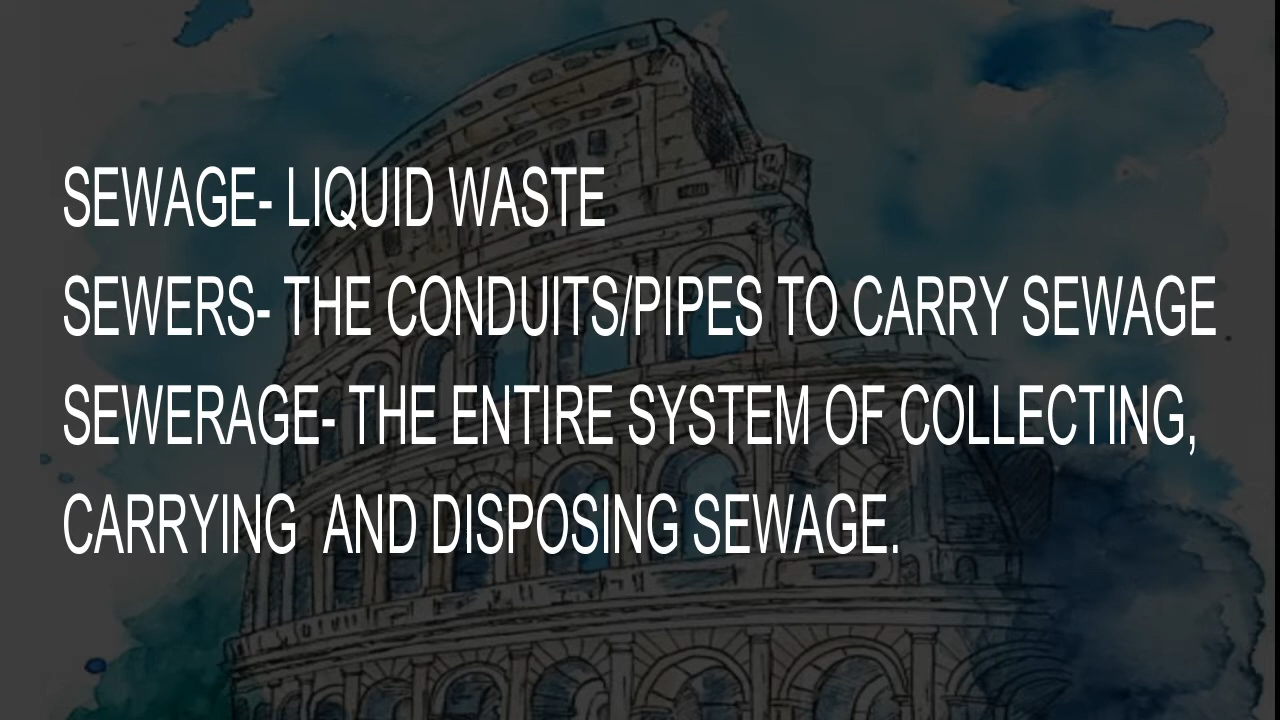 SEWAGE- LIQUID WASTE
SEWERS- THE CONDUITS/PIPES TO CARRY SEWAGE
SEWERAGE- THE ENTIRE SYSTEM OF COLLECTING,
CARRYING  AND DISPOSING SEWAGE.